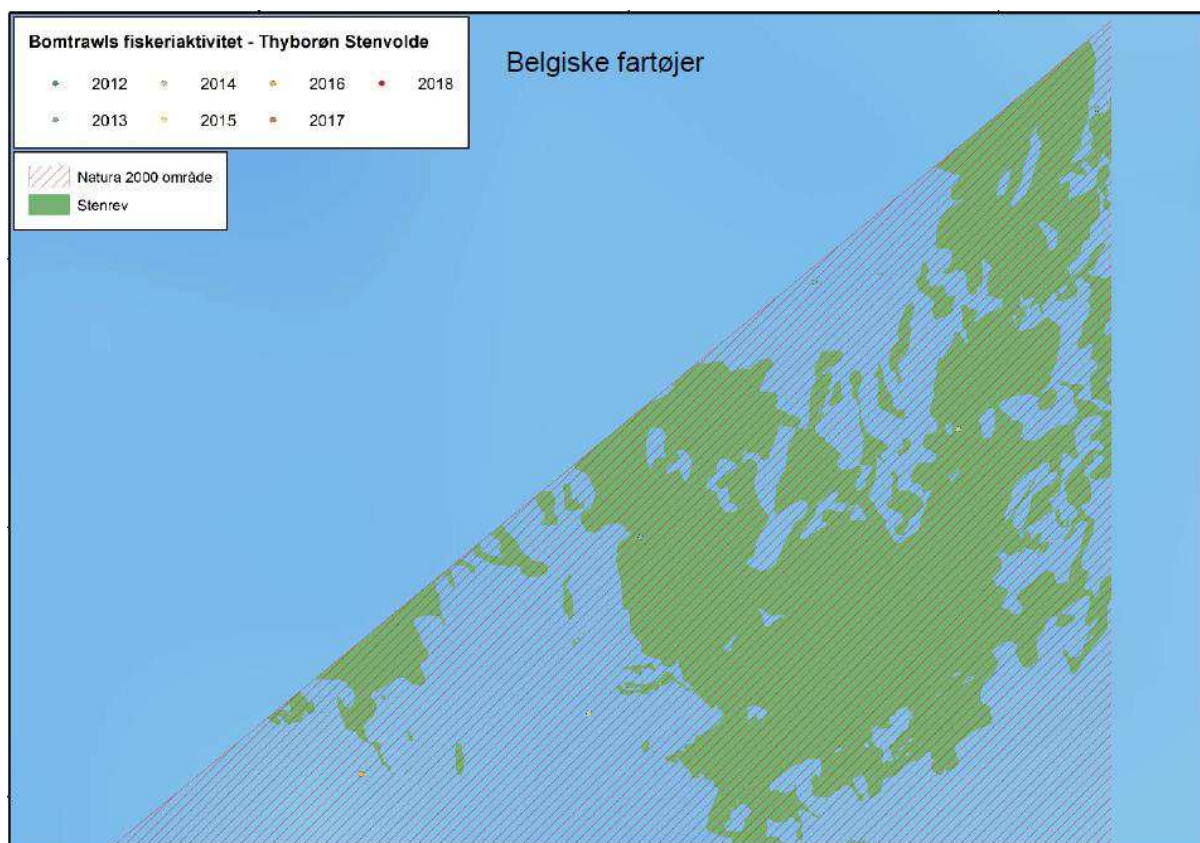 Bomtrawls fiskeriaktivitet - Thyborøn Stenvolde
2012 2014 2016 2018
2013 2015 2017
Belgiske fartøjer
Natura 2000 område
Stenrev